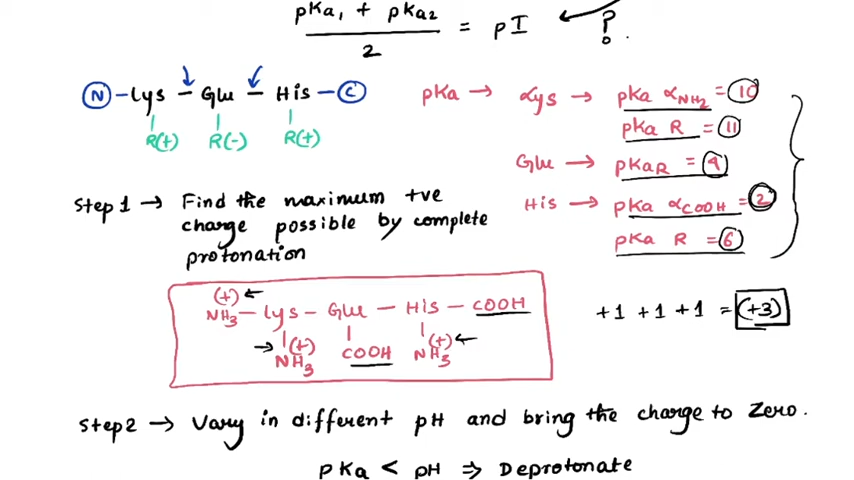 pKa1 + pKa2 / 2 = pI ?
N – Lys – Glu – His – C
R(+) R(-) R(+)
pKa → Lys → pKa αNH2 = 10
pKa R = 11
Glu → pKaR = 4
His → pKa αCOOH = 2
pKa R = 6
Step 1 → Find the maximum +ve
charge possible by complete
protonation
(+)
NH3 – Lys – Glu – His – COOH
(+) (+)
NH3 COOH NH3
+1 +1 +1 = (+3)
Step2 → Vary in different pH and bring the charge to Zero.
pKa < pH ⇒ Deprotonate